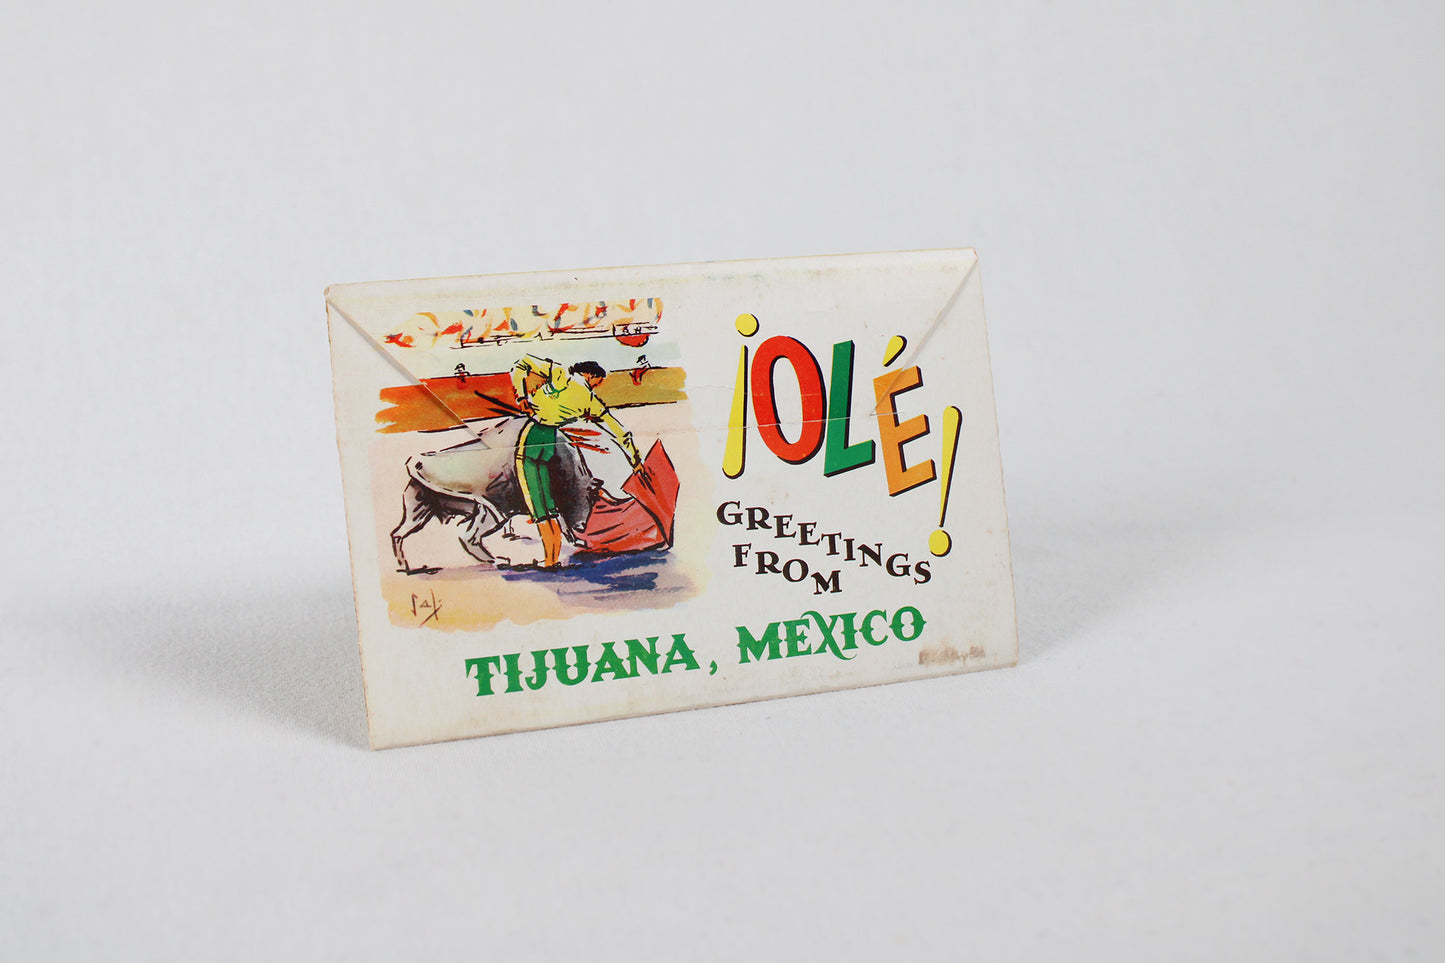 ¡OLÉ!
GREETINGS
FROM
TIJUANA, MEXICO